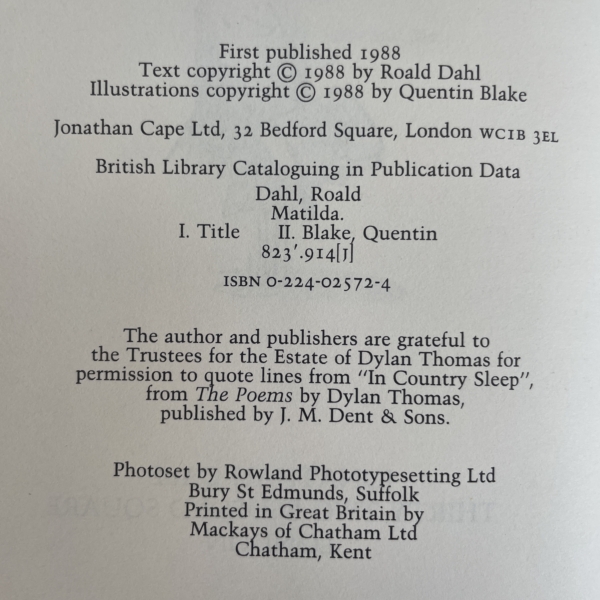 First published 1988
Text copyright © 1988 by Roald Dahl
Illustrations copyright © 1988 by Quentin Blake
Jonathan Cape Ltd, 32 Bedford Square, London WC1B 3EL
British Library Cataloguing in Publication Data
Dahl, Roald
Matilda.
I. Title II. Blake, Quentin
823'.914[J]
ISBN 0-224-02572-4
The author and publishers are grateful to
the Trustees for the Estate of Dylan Thomas for
permission to quote lines from "In Country Sleep",
from The Poems by Dylan Thomas,
published by J. M. Dent & Sons.
Photoset by Rowland Phototypesetting Ltd
Bury St Edmunds, Suffolk
Printed in Great Britain by
Mackays of Chatham Ltd
Chatham, Kent